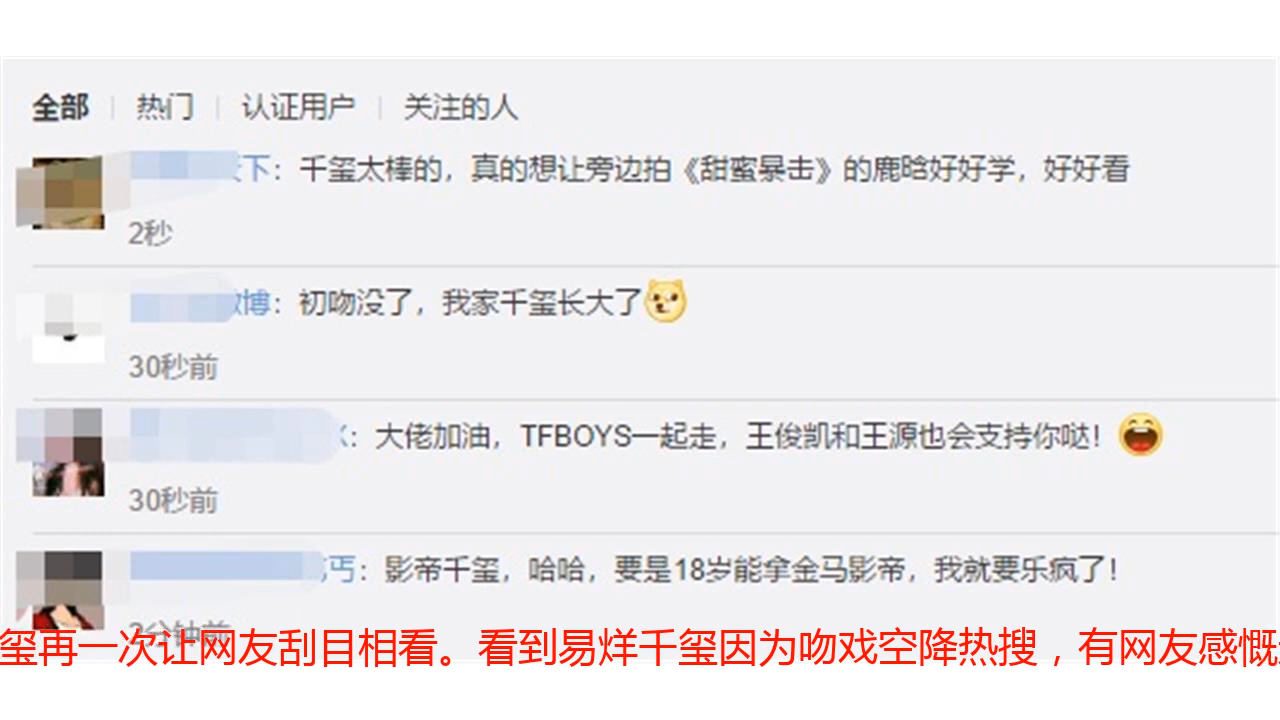 全部 | 热门 | 认证用户 | 关注的人
下：千玺太棒的，真的想让旁边拍《甜蜜暴击》的鹿晗好好学，好好看
2秒
博：初吻没了，我家千玺长大了
30秒前
：大佬加油，TFBOYS一起走，王俊凯和王源也会支持你哒！
30秒前
丐：影帝千玺，哈哈，要是18岁能拿金马影帝，我就要乐疯了！
2分钟前
玺再一次让网友刮目相看。看到易烊千玺因为吻戏空降热搜，有网友感慨